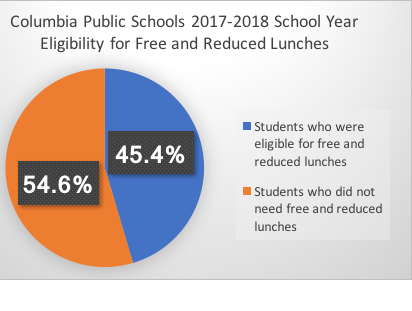 Columbia Public Schools 2017-2018 School Year
Eligibility for Free and Reduced Lunches
45.4%
54.6%
Students who were
eligible for free and
reduced lunches
Students who did not
need free and reduced
lunches